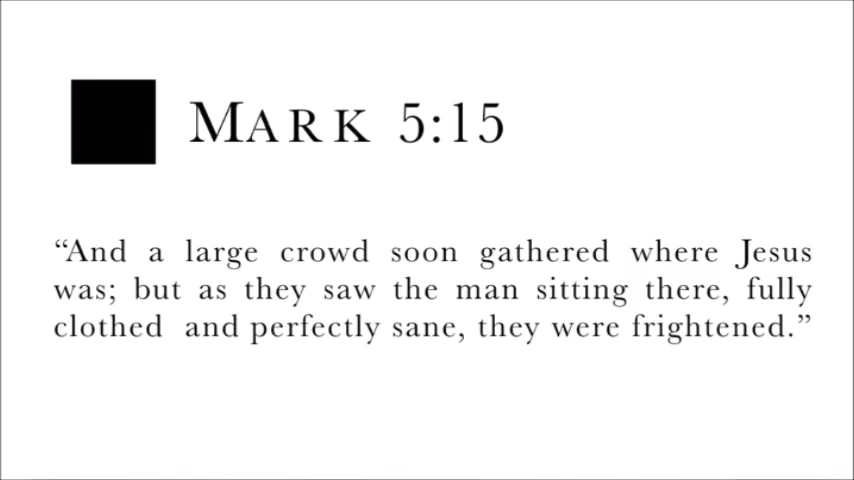 MARK 5:15
“And a large crowd soon gathered where Jesus
was; but as they saw the man sitting there, fully
clothed and perfectly sane, they were frightened.”